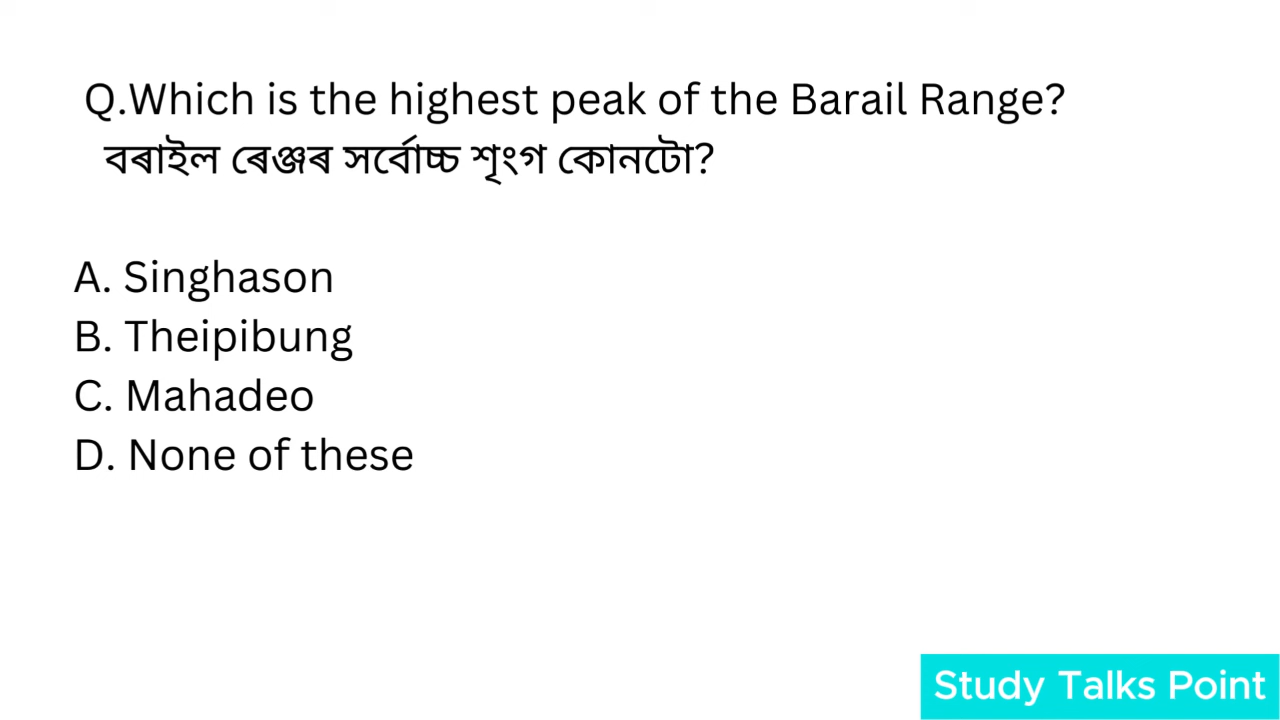 Q.Which is the highest peak of the Barail Range?
বৰাইল ৰেঞ্জৰ সৰ্বোচ্চ শৃংগ কোনটো?
A. Singhason
B. Theipibung
C. Mahadeo
D. None of these
Study Talks Point